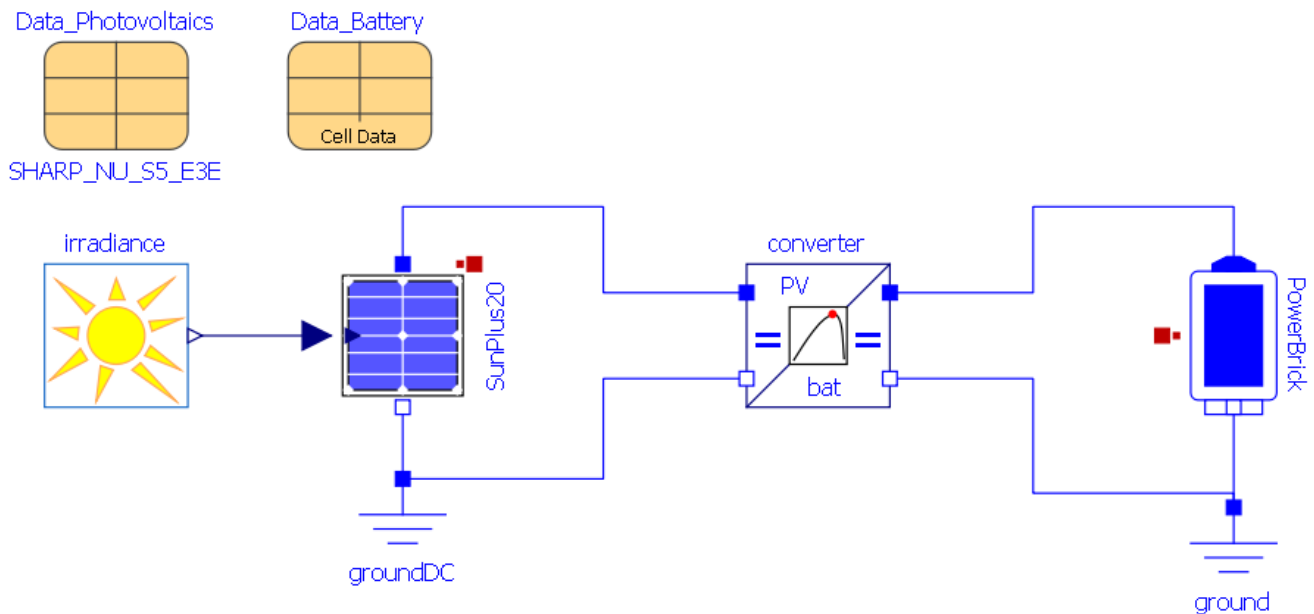 Data_Photovoltaics
Data_Battery
Cell Data
SHARP_NU_S5_E3E
irradiance
SunPlus20
converter
PV
bat
PowerBrick
groundDC
ground